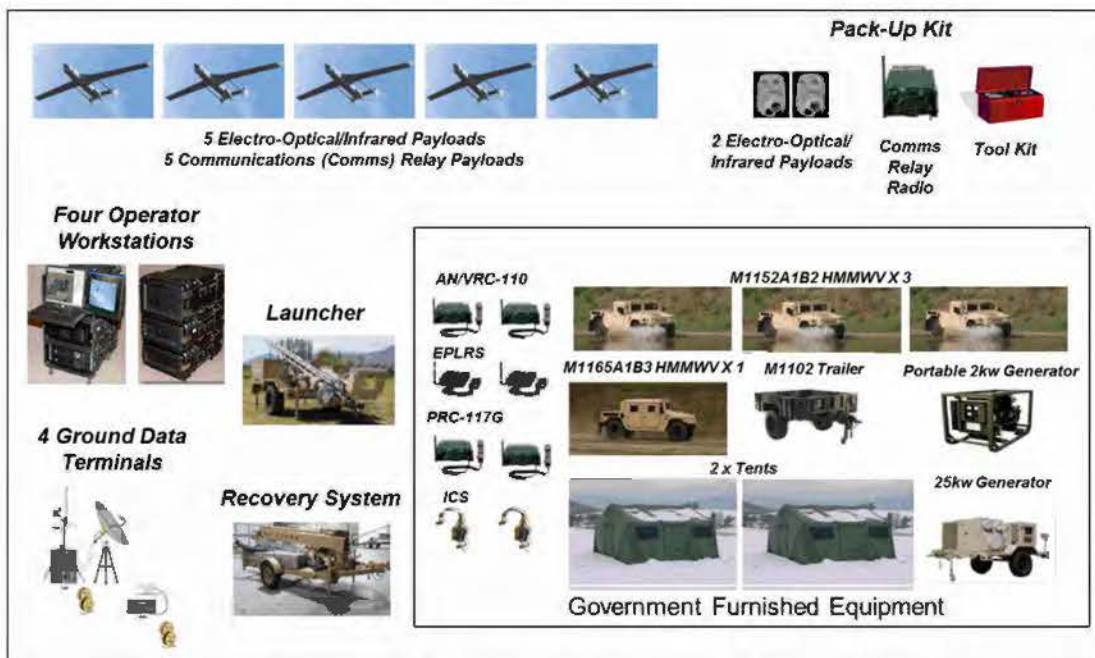 Pack-Up Kit
5 Electro-Optical/Infrared Payloads
5 Communications (Comms) Relay Payloads
2 Electro-Optical/
Infrared Payloads
Comms
Relay
Radio
Tool Kit
Four Operator
Workstations
Launcher
4 Ground Data
Terminals
Recovery System
AN/VRC-110
EPLRS
PRC-117G
ICS
M1152A1B2 HMMWV X 3
M1165A1B3 HMMWV X 1
M1102 Trailer
Portable 2kw Generator
2 x Tents
25kw Generator
Government Furnished Equipment